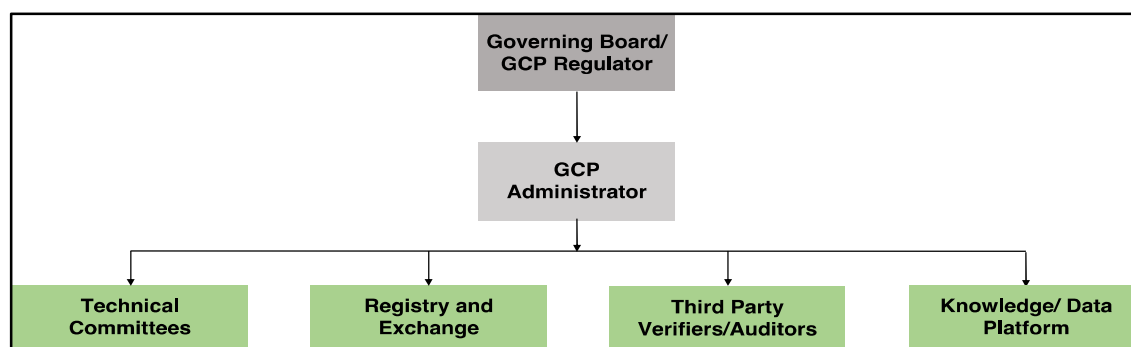 Governing Board/
GCP Regulator
GCP
Administrator
Technical
Committees
Registry and
Exchange
Third Party
Verifiers/Auditors
Knowledge/ Data
Platform